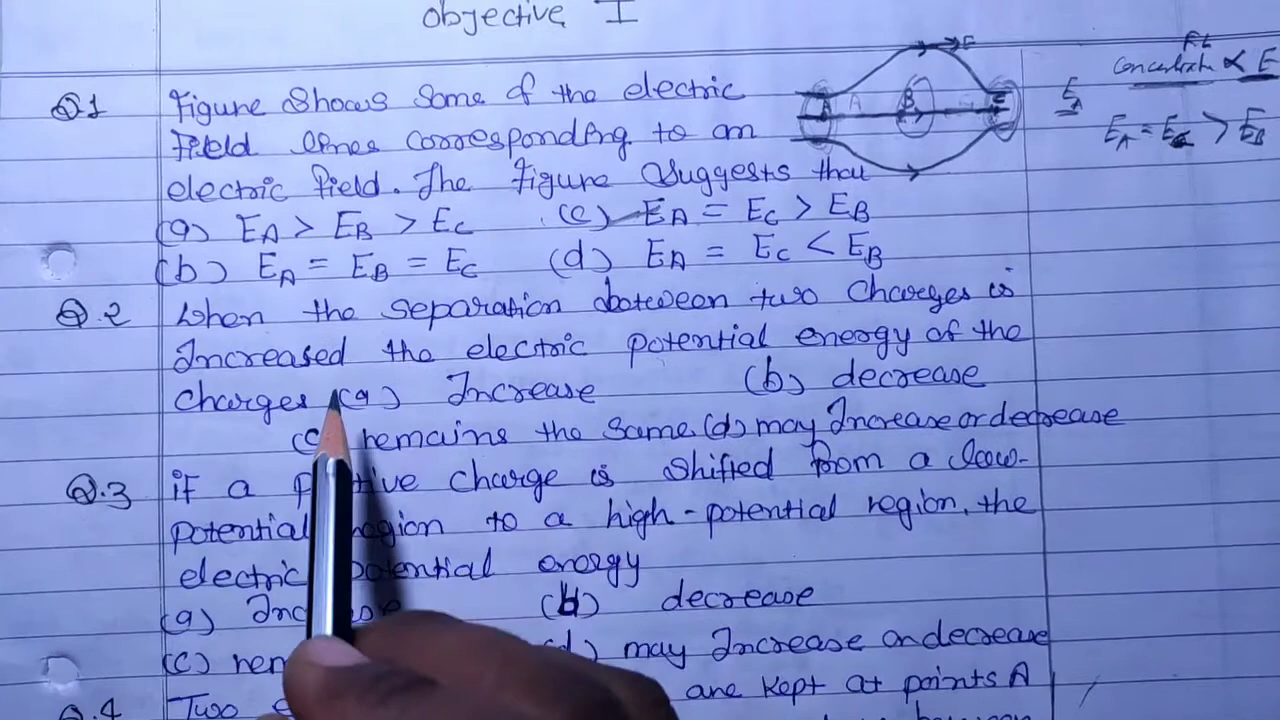 Objective I
Q.1 Figure Shows Some of the electric
Field lines corresponding to an
electric field. The Figure Suggests that
(a) EA > EB > EC (c) EA = EC > EB
(b) EA = EB = EC (d) EA = EC < EB
A A B C E
FL
Concentrate ∝ E
EA
EA = EC > EB
Q.2 When the separation between two Charges is
Increased the electric potential energy of the
Charges (a) Increase (b) decrease
(c remains the same (d) may Increase or decrease
Q.3 if a charge is Shifted From a low-
potential region to a high-potential region, the
electric potential energy
(a) (b) decrease
(c) may Increase or decrease
Q.4 Two are kept at points A